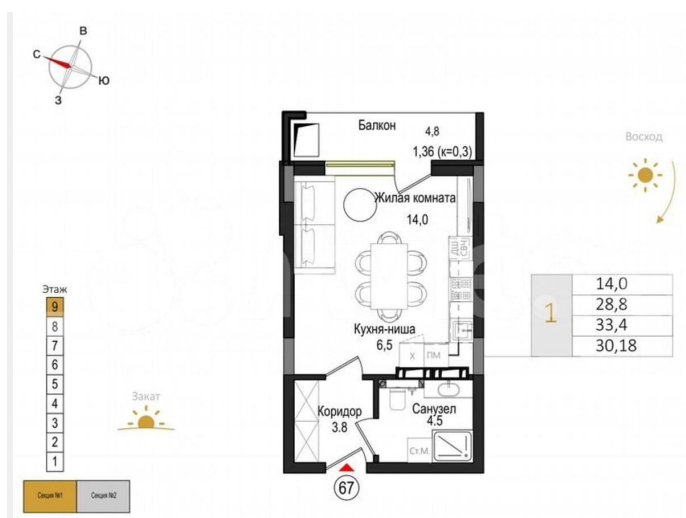 В
С
Ю
З
Балкон
4,8
1,36 (к=0,3)
Восход
Жилая комната
14,0
ДШ
СВЧ
Этаж
9
8
7
6
5
4
3
2
1
Кухня-ниша
6,5
Х
ПМ
1
14,0
28,8
33,4
30,18
Закат
Коридор
3.8
Санузел
4.5
Ст.М.
67
Секция №1
Секция №2